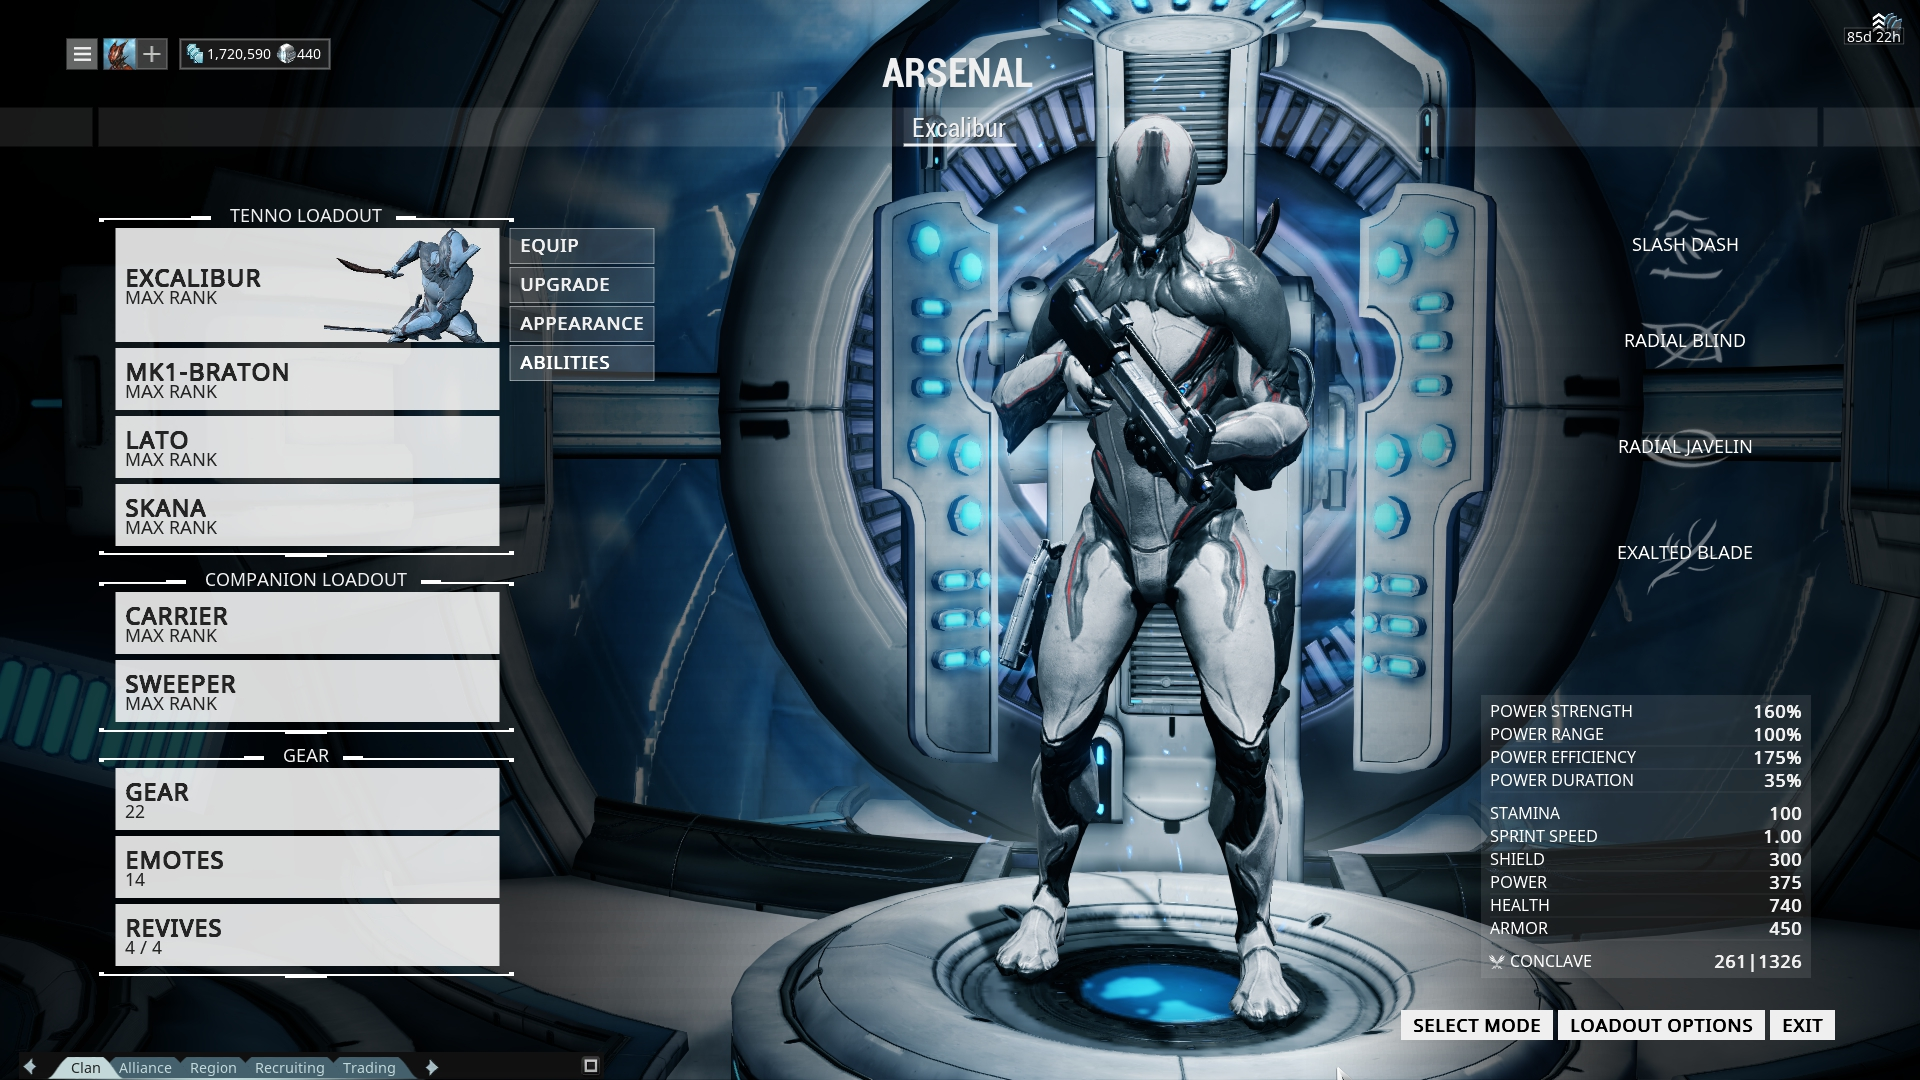 1,720,590 440
85d 22h
ARSENAL
Excalibur
TENNO LOADOUT
EXCALIBUR
MAX RANK
MK1-BRATON
MAX RANK
LATO
MAX RANK
SKANA
MAX RANK
EQUIP
UPGRADE
APPEARANCE
ABILITIES
COMPANION LOADOUT
CARRIER
MAX RANK
SWEEPER
MAX RANK
GEAR
GEAR
22
EMOTES
14
REVIVES
4 / 4
SLASH DASH
RADIAL BLIND
RADIAL JAVELIN
EXALTED BLADE
POWER STRENGTH 160%
POWER RANGE 100%
POWER EFFICIENCY 175%
POWER DURATION 35%
STAMINA 100
SPRINT SPEED 1.00
SHIELD 300
POWER 375
HEALTH 740
ARMOR 450
CONCLAVE 261|1326
SELECT MODE LOADOUT OPTIONS EXIT
Clan Alliance Region Recruiting Trading